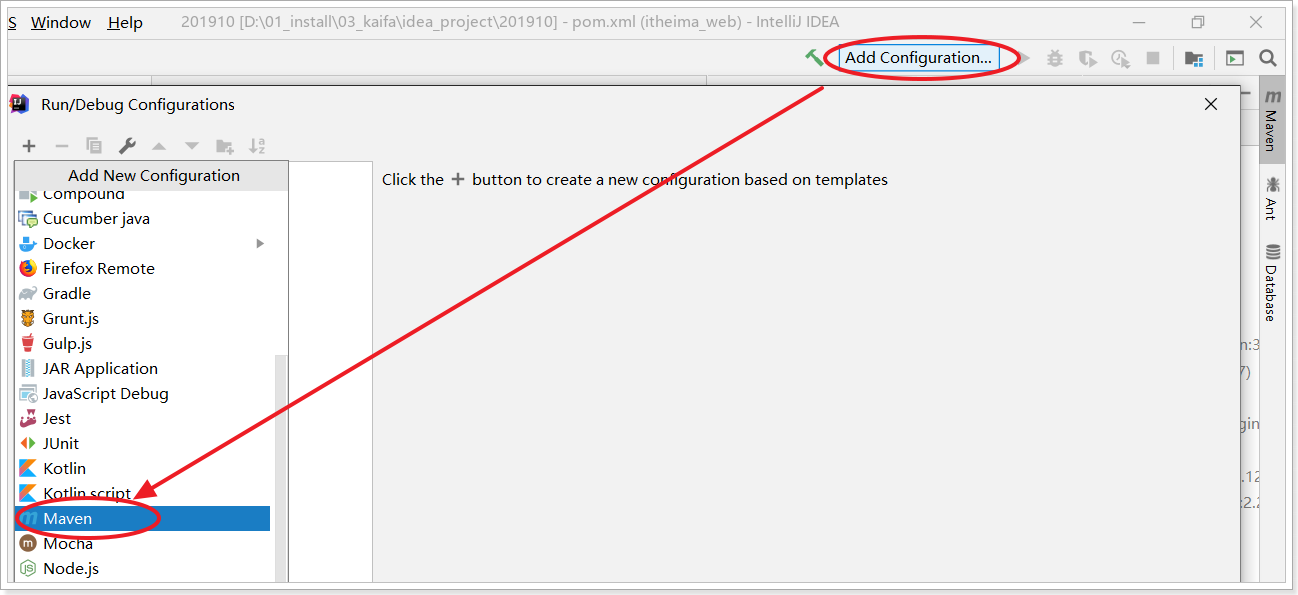 S Window Help 201910 [D:\01_install\03_kaifa\idea_project\201910] - pom.xml (itheima_web) - IntelliJ IDEA
Add Configuration...
Run/Debug Configurations
Add New Configuration
Click the + button to create a new configuration based on templates
Compound
Cucumber java
Docker
Firefox Remote
Gradle
Grunt.js
Gulp.js
JAR Application
JavaScript Debug
Jest
JUnit
Kotlin
Kotlin script
Maven
Mocha
Node.js
Maven
Ant
Database
n:3
7)
gin
.12
:2.2